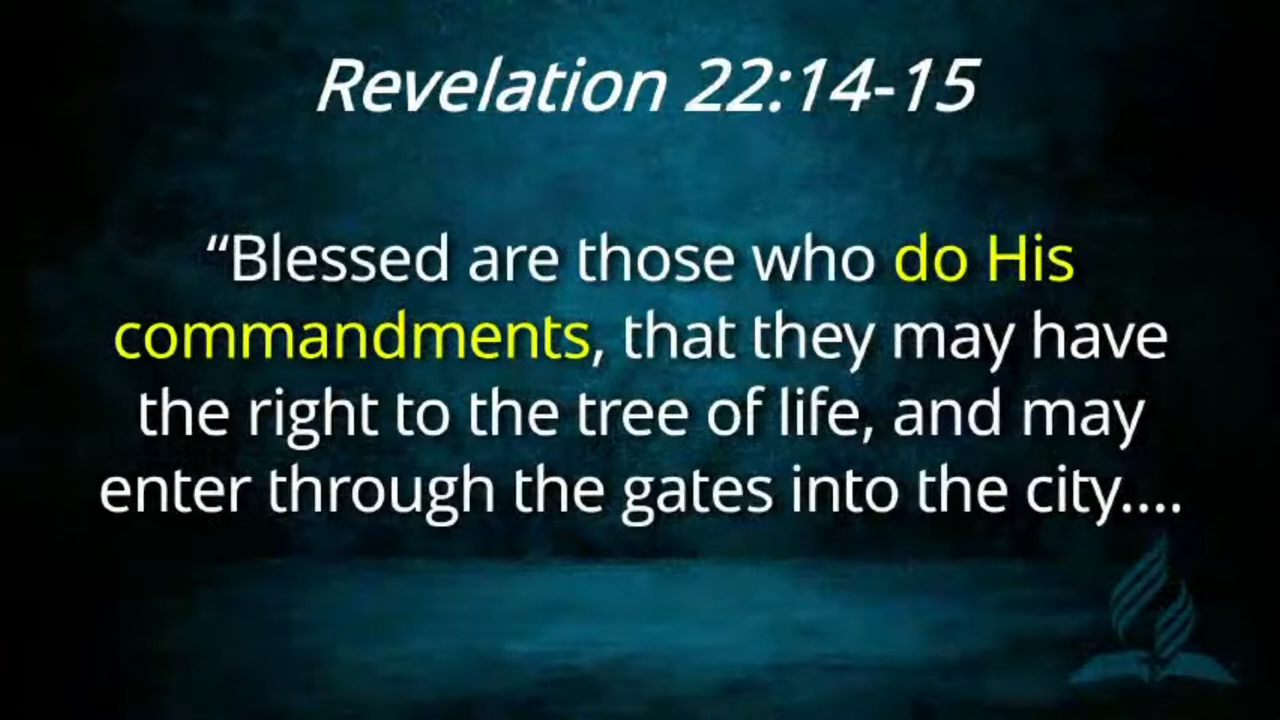 Revelation 22:14-15
“Blessed are those who do His
commandments, that they may have
the right to the tree of life, and may
enter through the gates into the city....